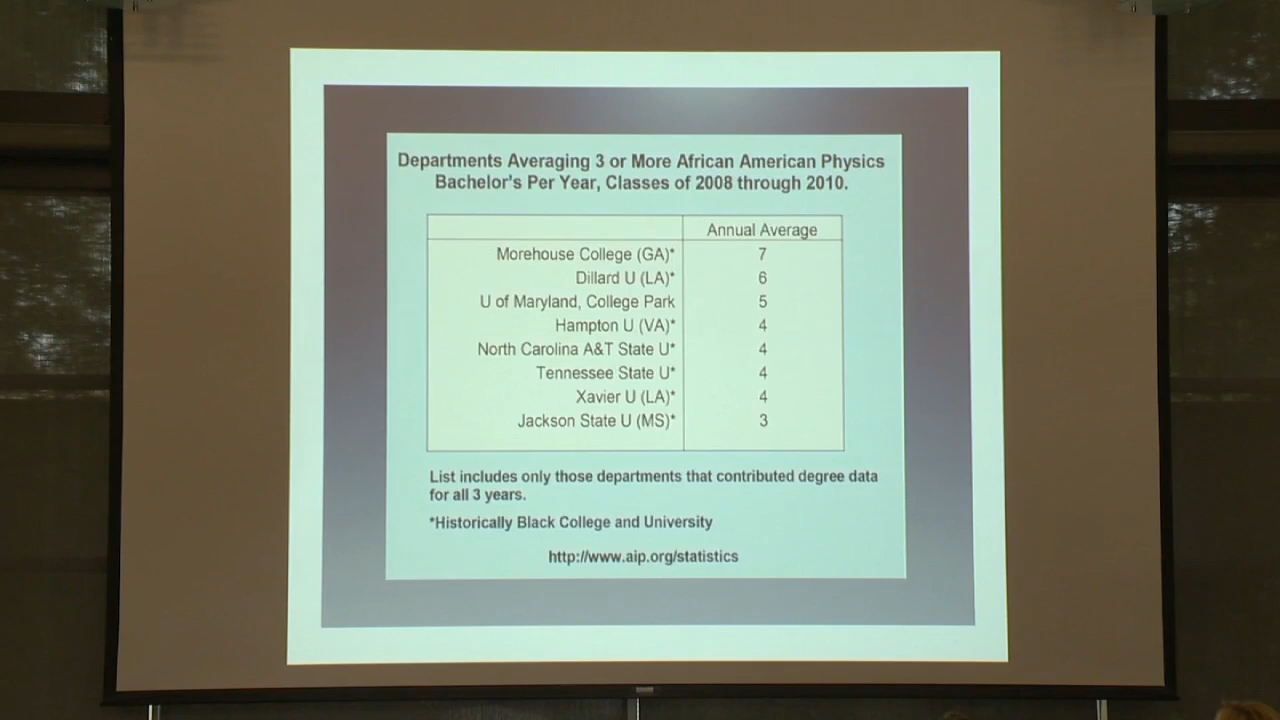 Departments Averaging 3 or More African American Physics
Bachelor's Per Year, Classes of 2008 through 2010.
Annual Average
Morehouse College (GA)* 7
Dillard U (LA)* 6
U of Maryland, College Park 5
Hampton U (VA)* 4
North Carolina A&T State U* 4
Tennessee State U* 4
Xavier U (LA)* 4
Jackson State U (MS)* 3
List includes only those departments that contributed degree data
for all 3 years.
*Historically Black College and University
http://www.aip.org/statistics